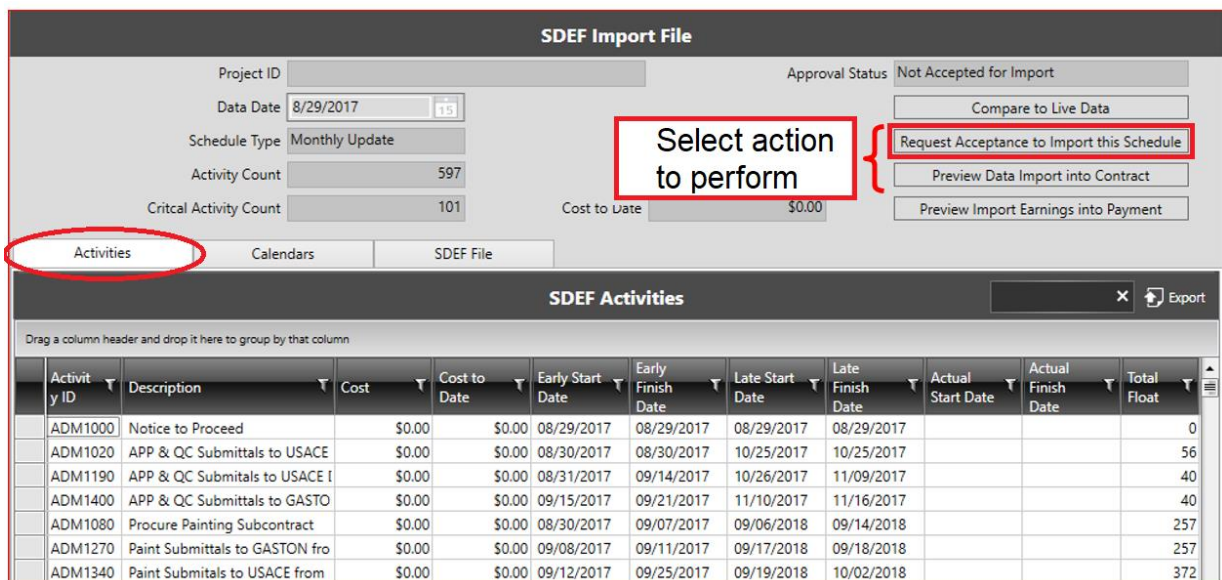 SDEF Import File
Project ID
Approval Status Not Accepted for Import
Data Date 8/29/2017 15
Compare to Live Data
Schedule Type Monthly Update
Select action
to perform
Request Acceptance to Import this Schedule
Activity Count 597
Preview Data Import into Contract
Critcal Activity Count 101
Cost to Date $0.00
Preview Import Earnings into Payment
Activities Calendars SDEF File
SDEF Activities
× Export
Drag a column header and drop it here to group by that column
Activit
y ID
Description
Cost
Cost to
Date
Early Start
Date
Early
Finish
Date
Late Start
Date
Late
Finish
Date
Actual
Start Date
Actual
Finish
Date
Total
Float
ADM1000 Notice to Proceed $0.00 $0.00 08/29/2017 08/29/2017 08/29/2017 08/29/2017 0
ADM1020 APP & QC Submittals to USACE $0.00 $0.00 08/30/2017 08/30/2017 10/25/2017 10/25/2017 56
ADM1190 APP & QC Submitals to USACE $0.00 $0.00 08/31/2017 09/14/2017 10/26/2017 11/09/2017 40
ADM1400 APP & QC Submittals to GASTO $0.00 $0.00 09/15/2017 09/21/2017 11/10/2017 11/16/2017 40
ADM1080 Procure Painting Subcontract $0.00 $0.00 08/30/2017 09/07/2017 09/06/2018 09/14/2018 257
ADM1270 Paint Submittals to GASTON fro $0.00 $0.00 09/08/2017 09/11/2017 09/17/2018 09/18/2018 257
ADM1340 Paint Submitals to USACE from $0.00 $0.00 09/12/2017 09/25/2017 09/19/2018 10/02/2018 372